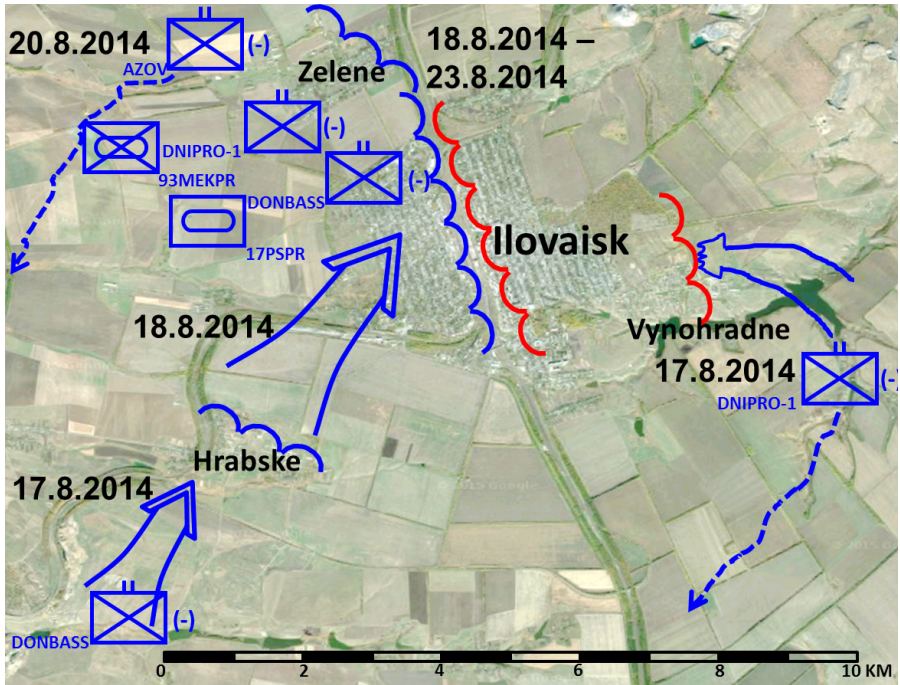 20.8.2014
(-)
AZOV
Zelene
18.8.2014 –
23.8.2014
(-)
DNIPRO-1
93MEKPR
(-)
DONBASS
17PSPR
Ilovaisk
18.8.2014
Vynohradne
17.8.2014
(-)
DNIPRO-1
Hrabske
17.8.2014
(-)
DONBASS
0 2 4 6 8 10 KM